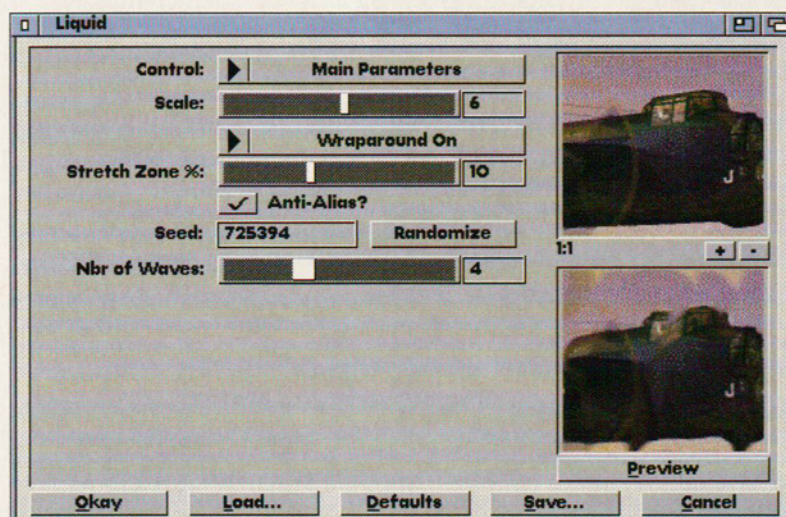 Liquid
Control: Main Parameters
Scale: 6
Wraparound On
Stretch Zone %: 10
Anti-Alias?
Seed: 725394 Randomize
Nbr of Waves: 4
1:1 + -
J
J
Preview
Okay Load... Defaults Save... Cancel